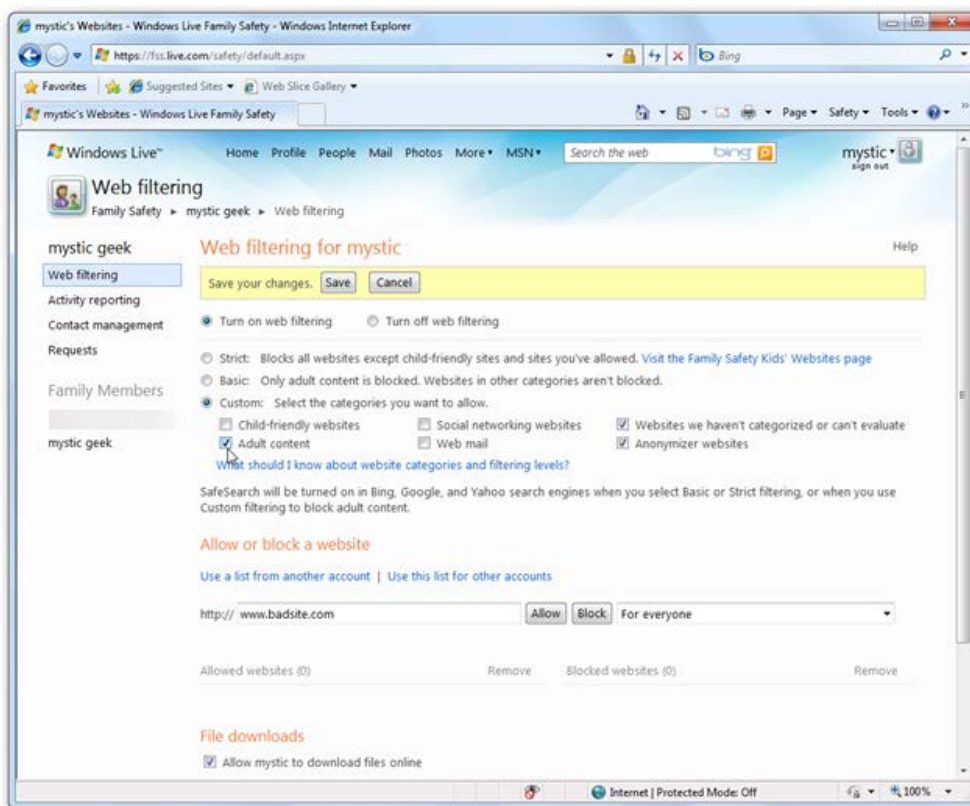 mystic's Websites - Windows Live Family Safety - Windows Internet Explorer
https://fss.live.com/safety/default.aspx
Bing
Favorites Suggested Sites Web Slice Gallery
mystic's Websites - Windows Live Family Safety Page Safety Tools
Windows Live™ Home Profile People Mail Photos More MSN Search the web bing mystic
sign out
Web filtering
Family Safety ► mystic geek ► Web filtering
mystic geek
Web filtering
Activity reporting
Contact management
Requests
Family Members
mystic geek
Web filtering for mystic Help
Save your changes. Save Cancel
Turn on web filtering Turn off web filtering
Strict: Blocks all websites except child-friendly sites and sites you've allowed. Visit the Family Safety Kids' Websites page
Basic: Only adult content is blocked. Websites in other categories aren't blocked.
Custom: Select the categories you want to allow.
Child-friendly websites Social networking websites Websites we haven't categorized or can't evaluate
Adult content Web mail Anonymizer websites
What should I know about website categories and filtering levels?
SafeSearch will be turned on in Bing, Google, and Yahoo search engines when you select Basic or Strict filtering, or when you use
Custom filtering to block adult content.
Allow or block a website
Use a list from another account | Use this list for other accounts
http:// www.badsite.com Allow Block For everyone
Allowed websites (0) Remove Blocked websites (0) Remove
File downloads
Allow mystic to download files online
Internet | Protected Mode: Off 100%